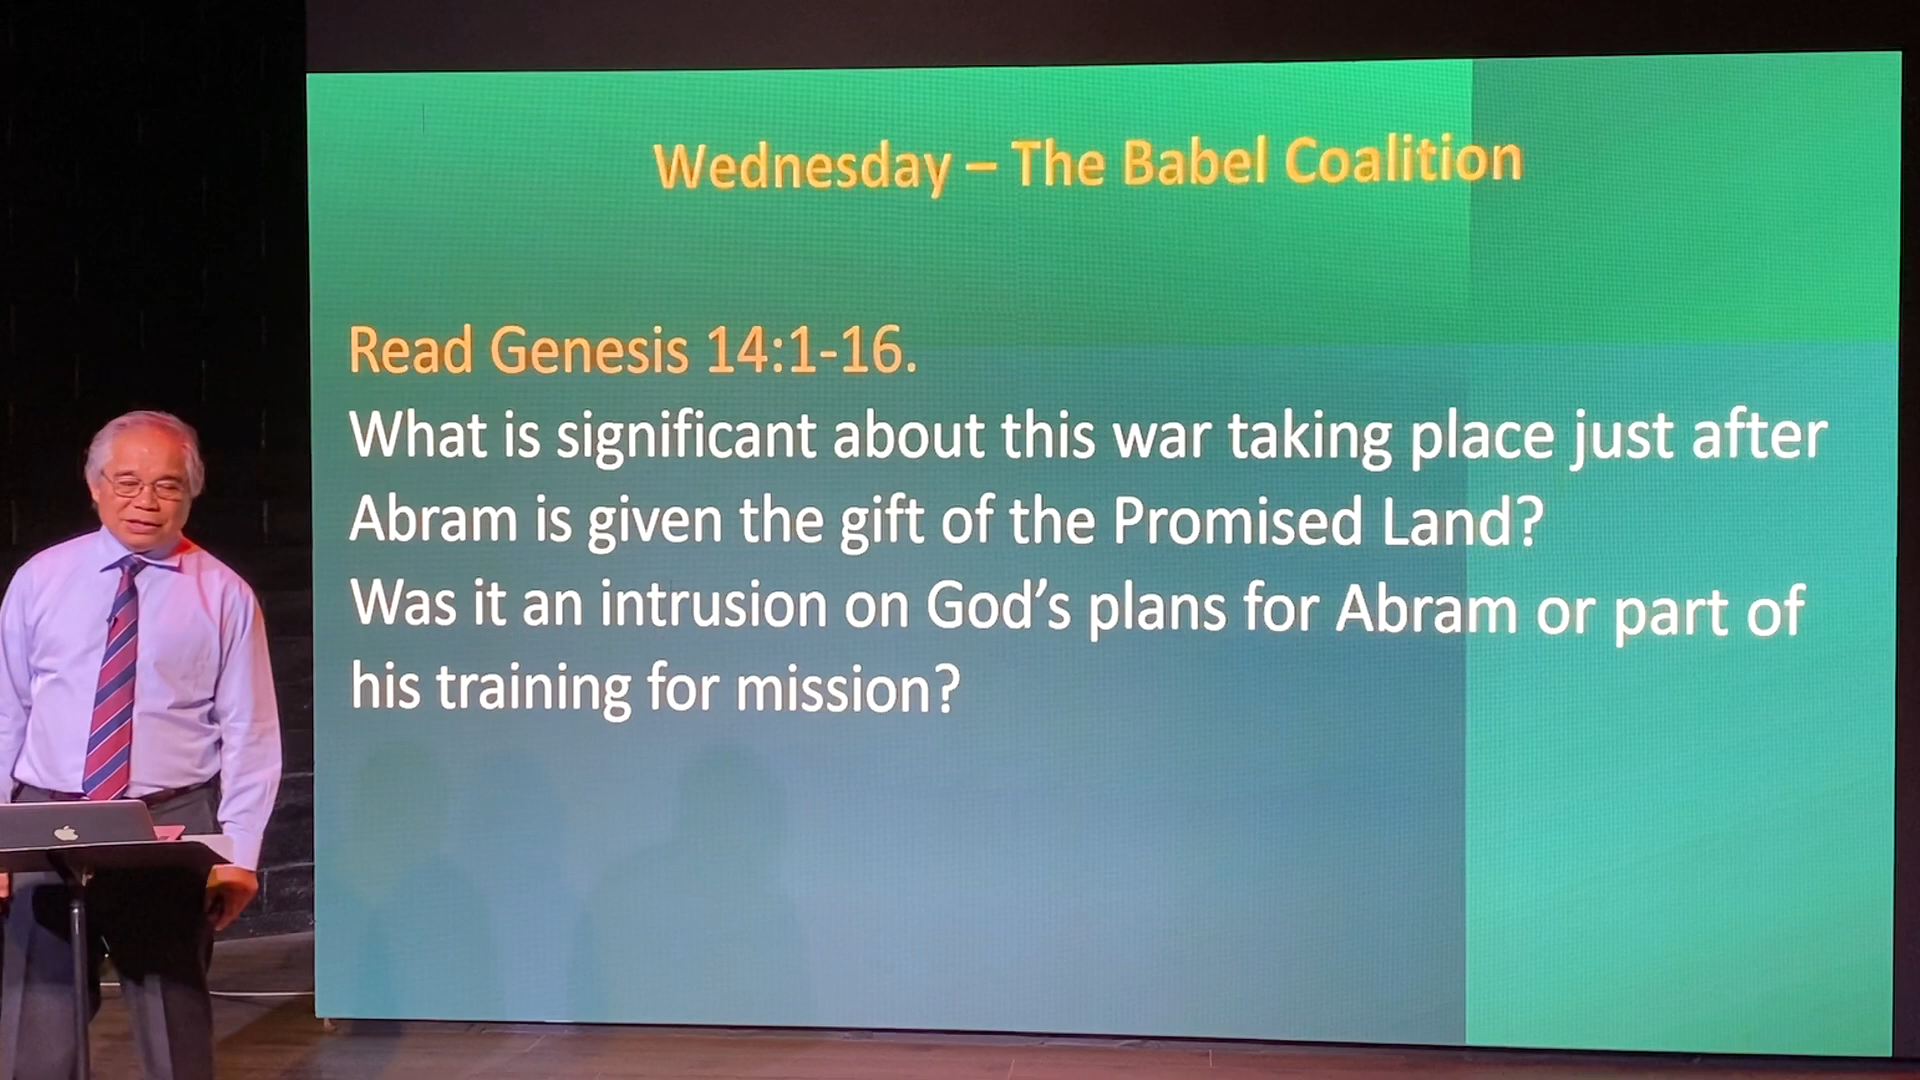 Wednesday – The Babel Coalition
Read Genesis 14:1-16.
What is significant about this war taking place just after
Abram is given the gift of the Promised Land?
Was it an intrusion on God’s plans for Abram or part of
his training for mission?